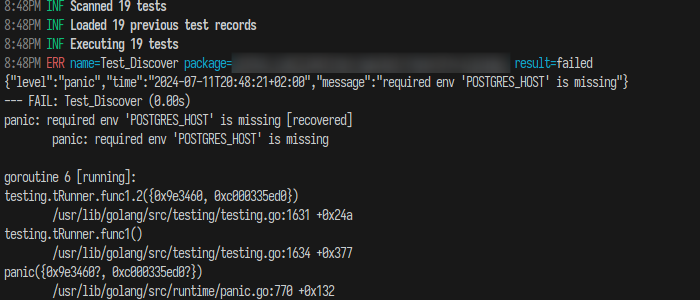 8:48PM INF Scanned 19 tests
8:48PM INF Loaded 19 previous test records
8:48PM INF Executing 19 tests
8:48PM ERR name=Test_Discover package= result=failed
{"level":"panic","time":"2024-07-11T20:48:21+02:00","message":"required env 'POSTGRES_HOST' is missing"}
--- FAIL: Test_Discover (0.00s)
panic: required env 'POSTGRES_HOST' is missing [recovered]
panic: required env 'POSTGRES_HOST' is missing
goroutine 6 [running]:
testing.tRunner.func1.2({0x9e3460, 0xc000335ed0})
/usr/lib/golang/src/testing/testing.go:1631 +0x24a
testing.tRunner.func1()
/usr/lib/golang/src/testing/testing.go:1634 +0x377
panic({0x9e3460?, 0xc000335ed0?})
/usr/lib/golang/src/runtime/panic.go:770 +0x132